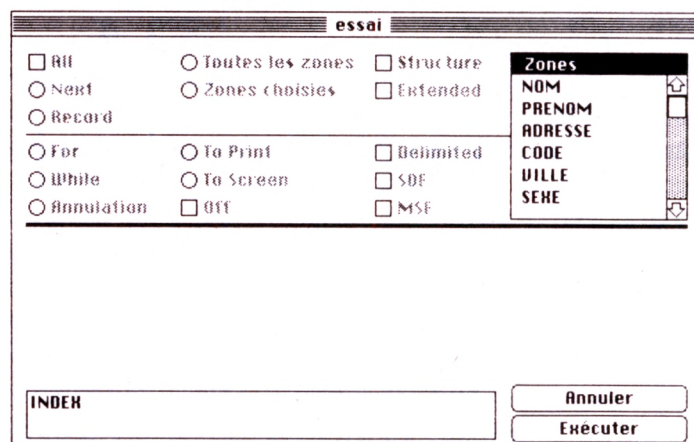 essai
All
Toutes les zones
Structure
Next
Zones choisies
Extended
Record
For
To Print
Delimited
While
To Screen
SDF
Annulation
Off
MSF
Zones
NOM
PRENOM
ADRESSE
CODE
VILLE
SEXE
INDEX
Annuler
Exécuter